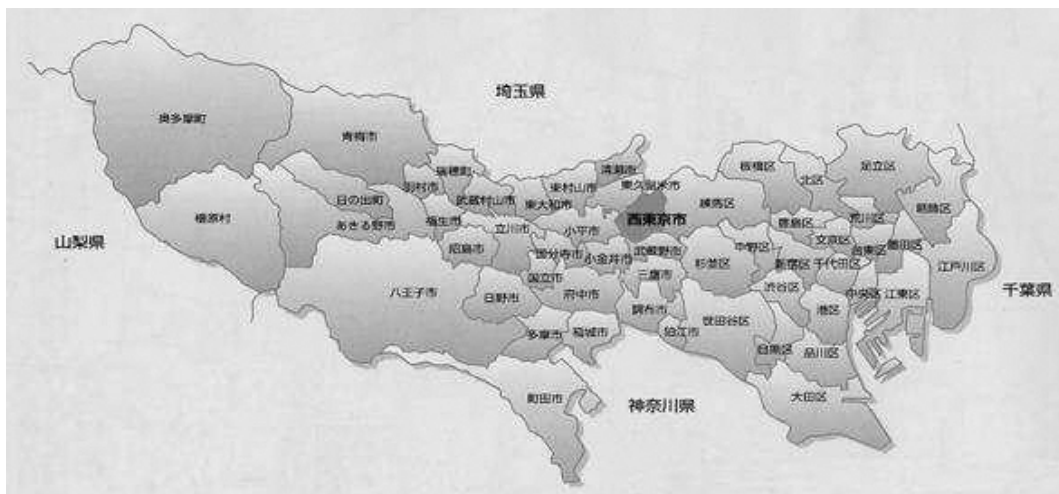 埼玉県
奥多摩町
青梅市
瑞穂町
羽村市
武蔵村山市
東大和市
東村山市
清瀬市
東久留米市
板橋区
北区
足立区
葛飾区
練馬区
西東京市
日の出町
あきる野市
檜原村
福生市
立川市
小平市
豊島区
荒川区
文京区
台東区
墨田区
江戸川区
山梨県
昭島市
国分寺市
小金井市
武蔵野市
中野区
杉並区
新宿区
千代田区
千葉県
八王子市
日野市
国立市
府中市
三鷹市
渋谷区
中央区
江東区
調布市
狛江市
世田谷区
港区
多摩市
稲城市
目黒区
品川区
町田市
神奈川県
大田区